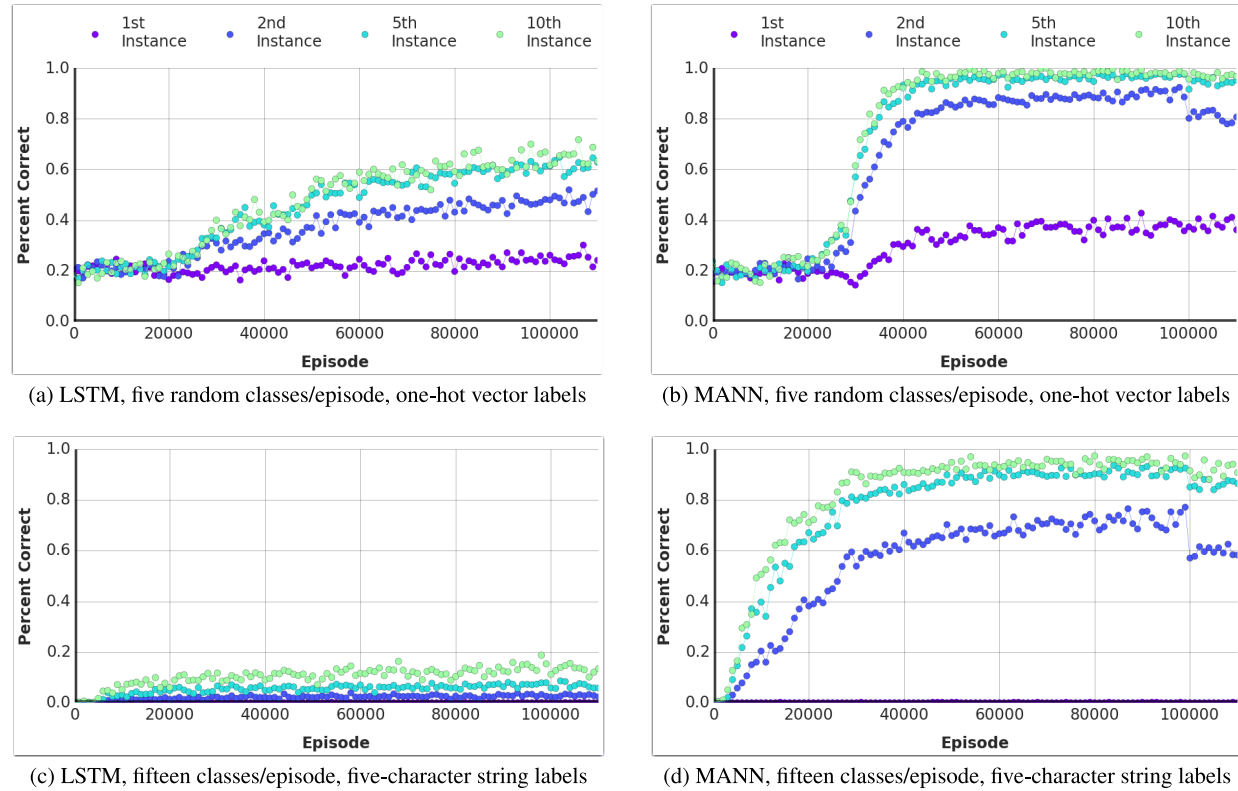 1st Instance 2nd Instance 5th Instance 10th Instance
1.0
0.8
0.6
0.4
0.2
0.0
Percent Correct
0 20000 40000 60000 80000 100000
Episode
(a) LSTM, five random classes/episode, one-hot vector labels
1st Instance 2nd Instance 5th Instance 10th Instance
1.0
0.8
0.6
0.4
0.2
0.0
Percent Correct
0 20000 40000 60000 80000 100000
Episode
(b) MANN, five random classes/episode, one-hot vector labels
1.0
0.8
0.6
0.4
0.2
0.0
Percent Correct
0 20000 40000 60000 80000 100000
Episode
(c) LSTM, fifteen classes/episode, five-character string labels
1.0
0.8
0.6
0.4
0.2
0.0
Percent Correct
0 20000 40000 60000 80000 100000
Episode
(d) MANN, fifteen classes/episode, five-character string labels